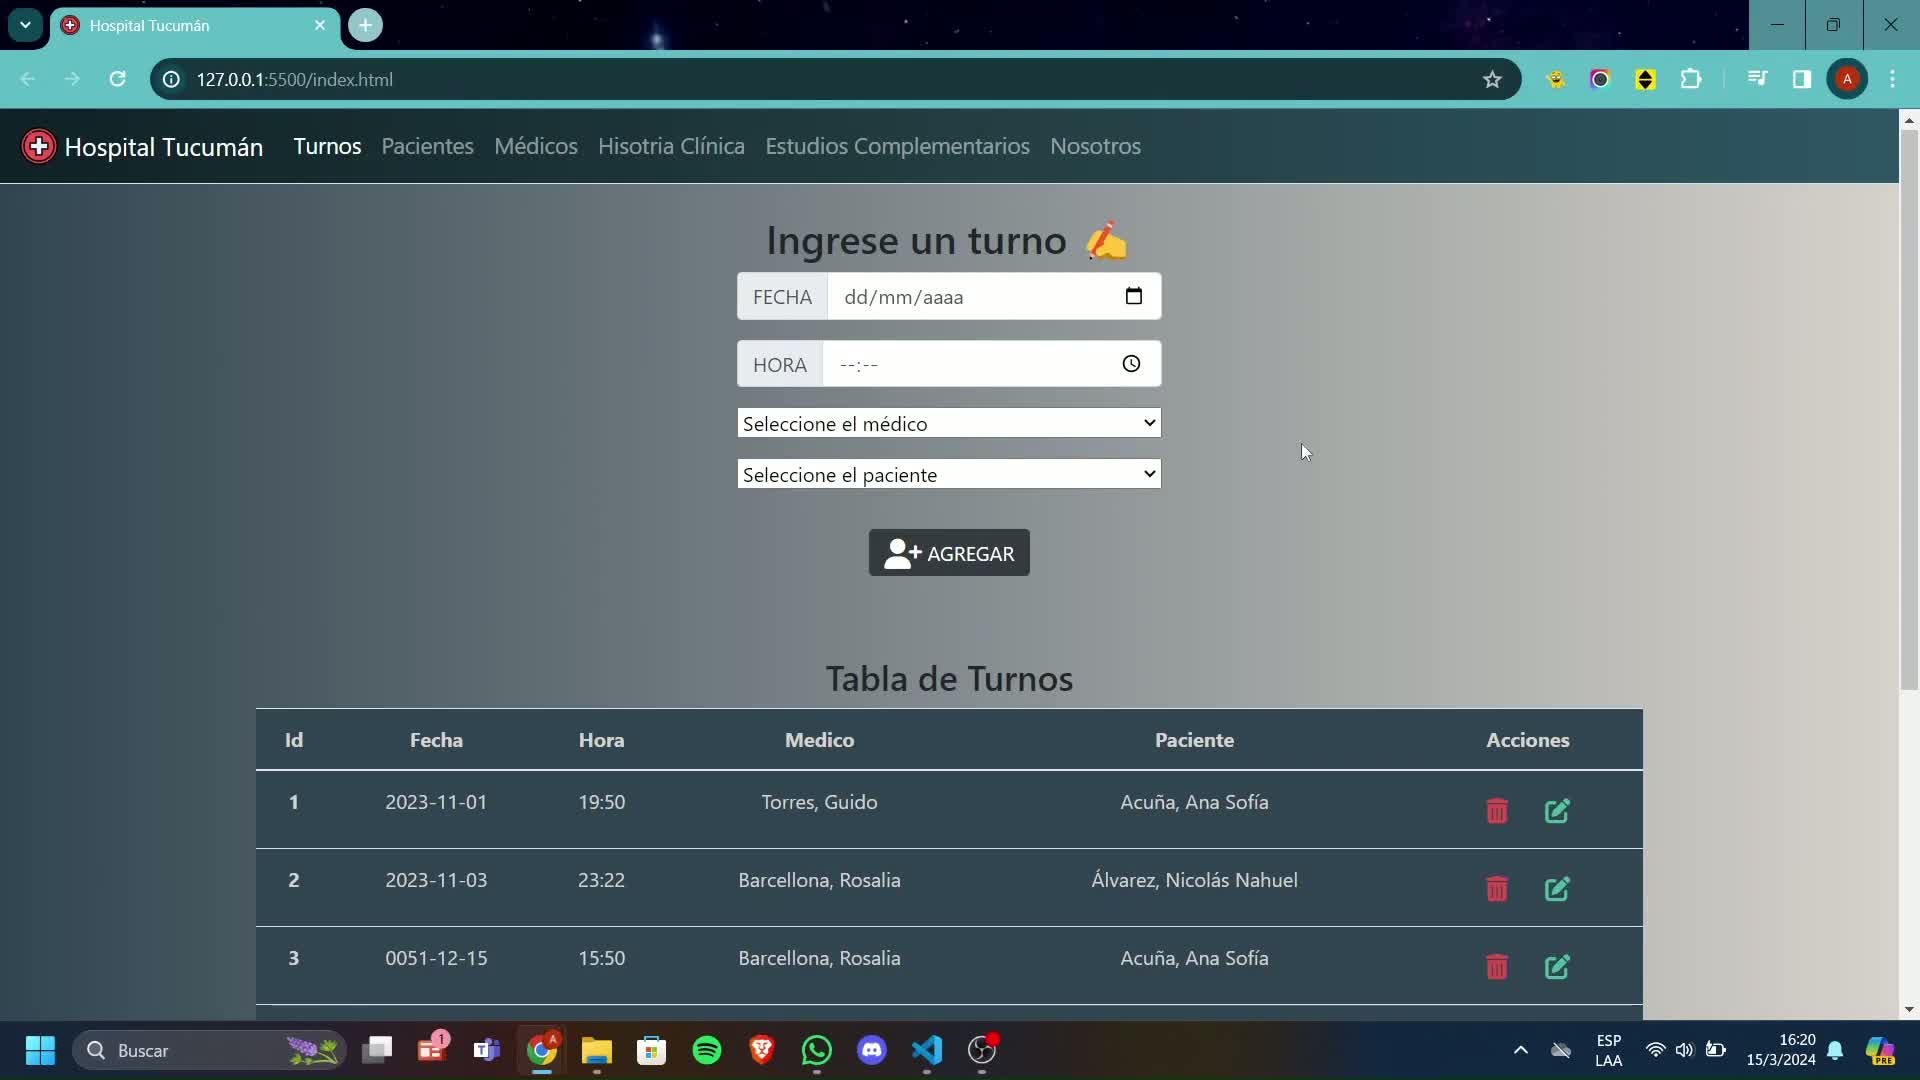 Hospital Tucumán
127.0.0.1:5500/index.html
A
Hospital Tucumán Turnos Pacientes Médicos Hisotria Clínica Estudios Complementarios Nosotros
Ingrese un turno
FECHA dd/mm/aaaa
HORA --:--
Seleccione el médico
Seleccione el paciente
AGREGAR
Tabla de Turnos
Id Fecha Hora Medico Paciente Acciones
1 2023-11-01 19:50 Torres, Guido Acuña, Ana Sofía
2 2023-11-03 23:22 Barcellona, Rosalia Álvarez, Nicolás Nahuel
3 0051-12-15 15:50 Barcellona, Rosalia Acuña, Ana Sofía
Buscar
1
A
ESP
LAA
16:20
15/3/2024
PRE